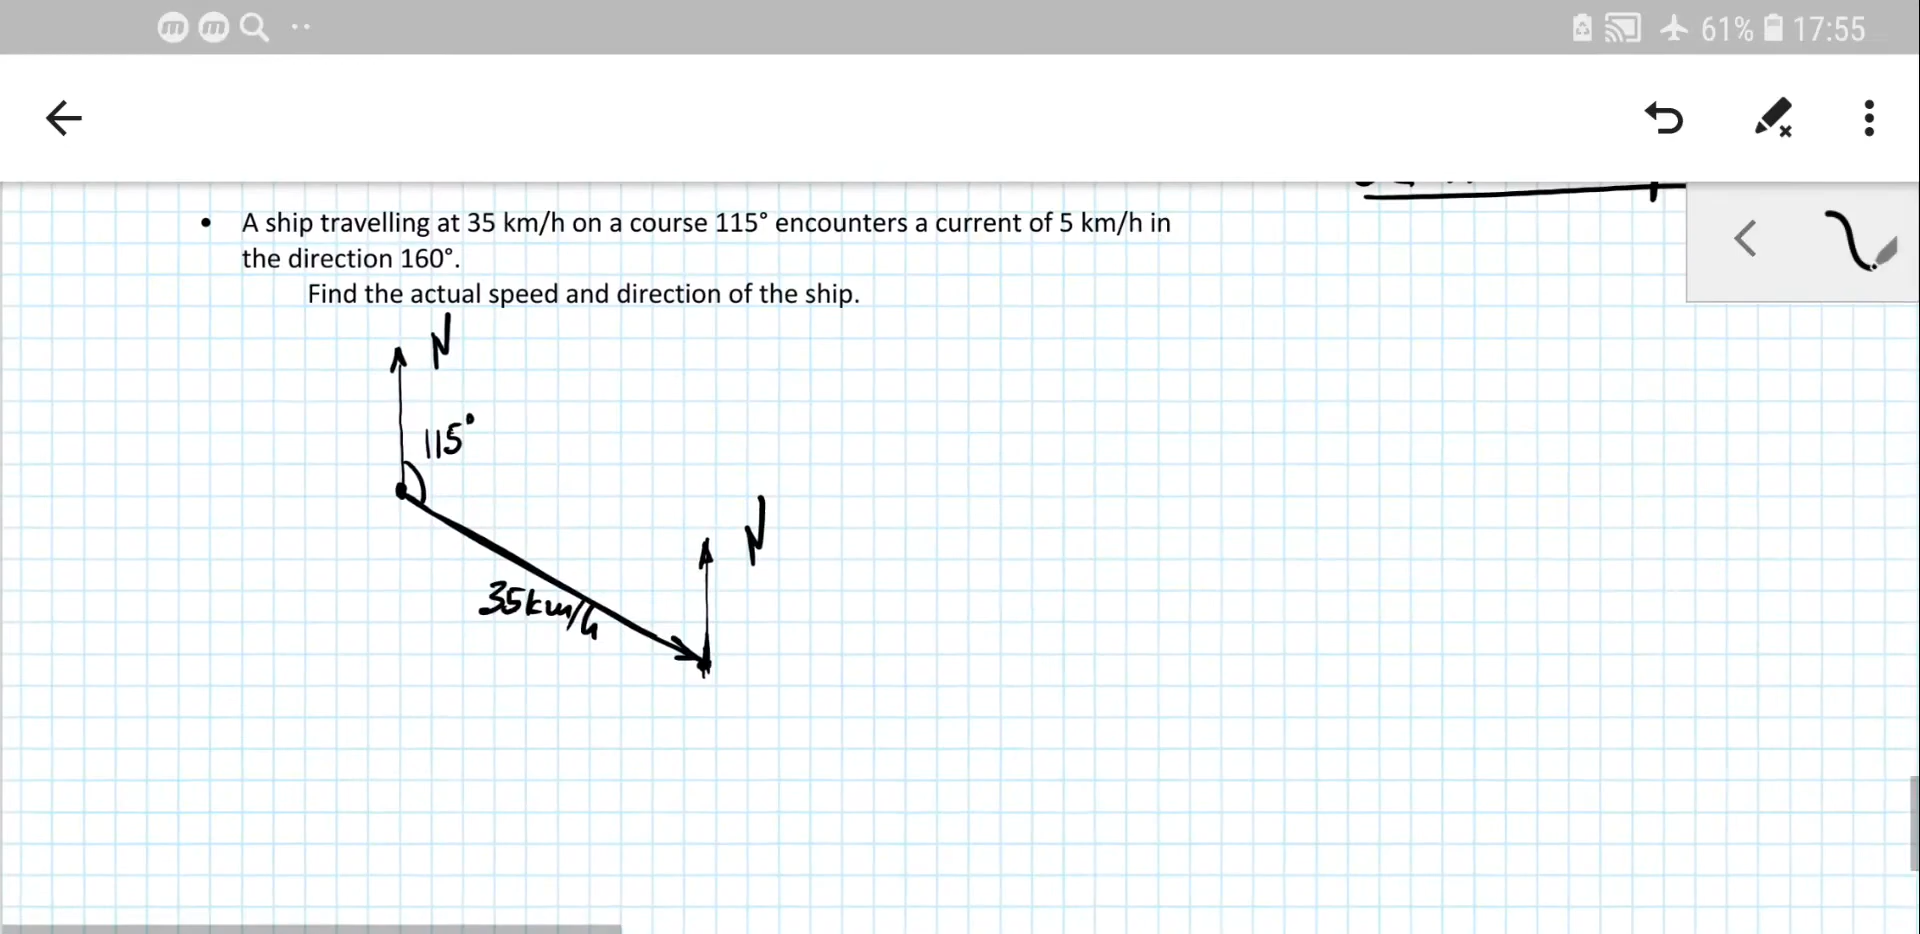 61% 17:55
• A ship travelling at 35 km/h on a course 115° encounters a current of 5 km/h in
the direction 160°.
Find the actual speed and direction of the ship.
N
115°
N
35km/h